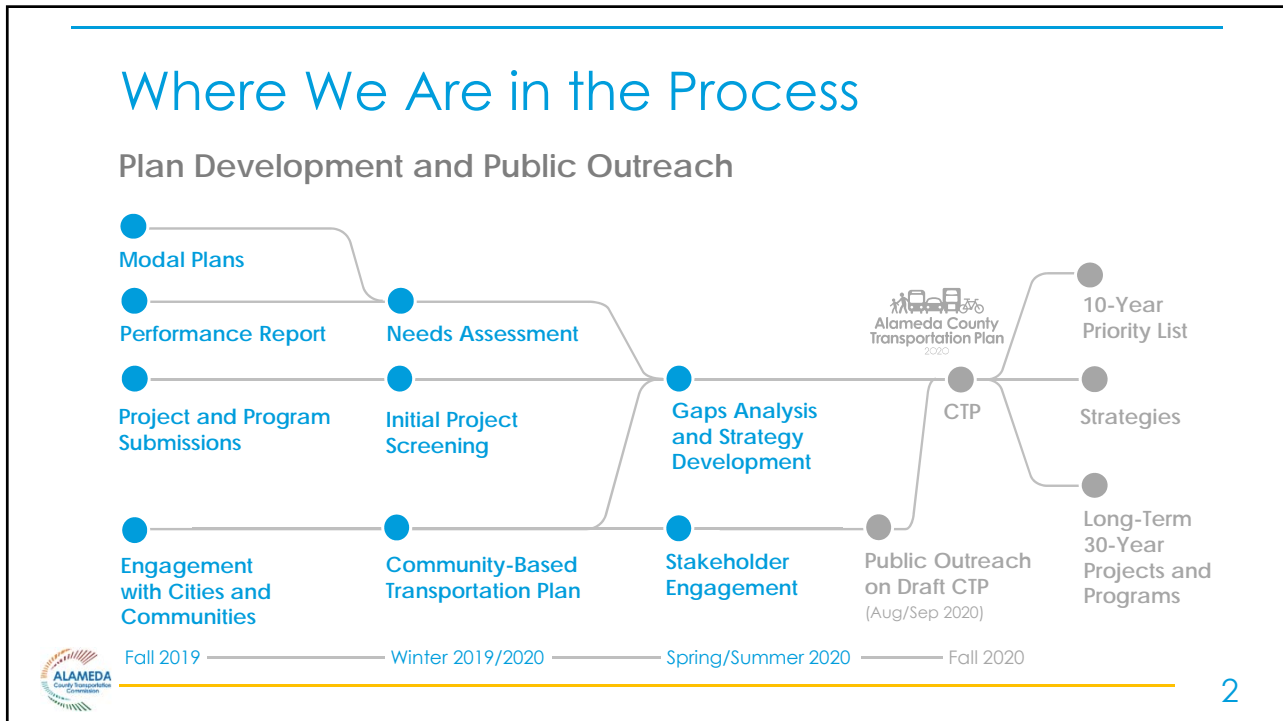 Where We Are in the Process
Plan Development and Public Outreach
Modal Plans
Performance Report
Needs Assessment
Alameda County
Transportation Plan
2020
10-Year
Priority List
Project and Program
Submissions
Initial Project
Screening
Gaps Analysis
and Strategy
Development
CTP
Strategies
Engagement
with Cities and
Communities
Community-Based
Transportation Plan
Stakeholder
Engagement
Public Outreach
on Draft CTP
(Aug/Sep 2020)
Long-Term
30-Year
Projects and
Programs
Fall 2019
Winter 2019/2020
Spring/Summer 2020
Fall 2020
ALAMEDA
County Transportation
Commission
2